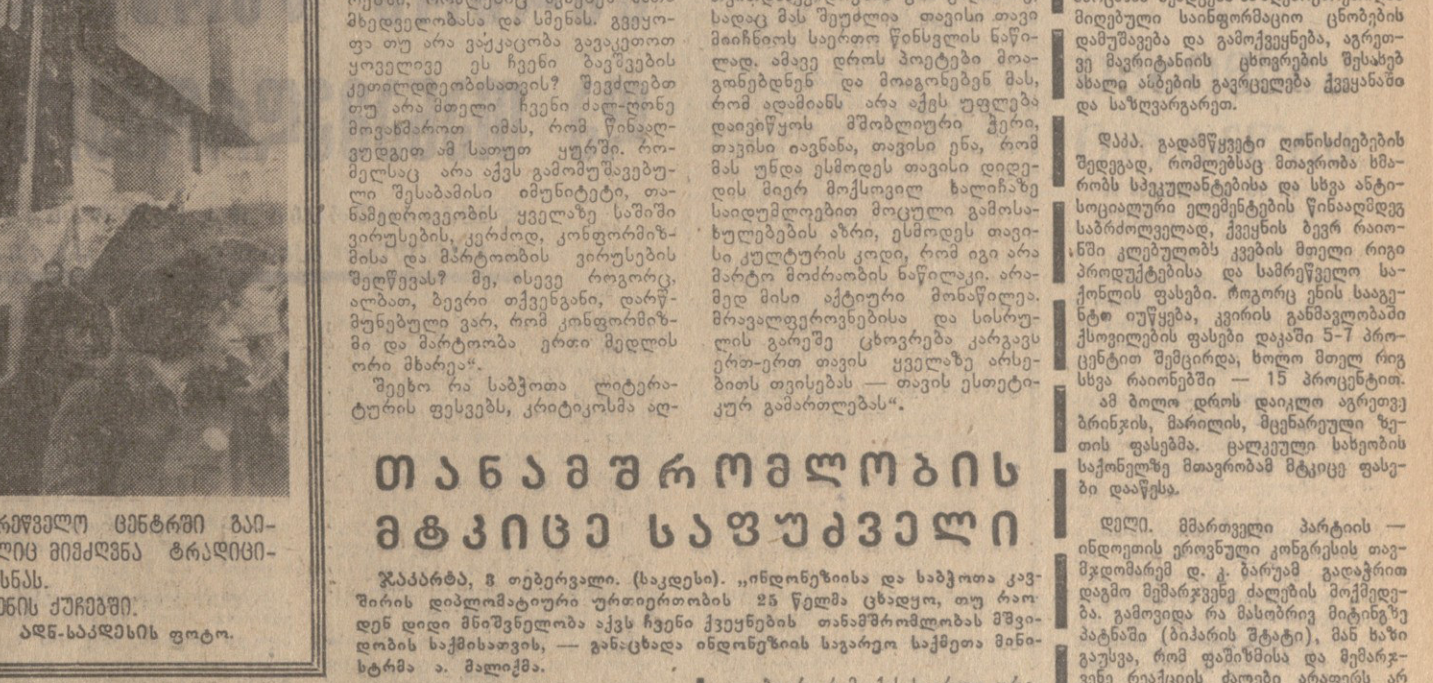 მხედველობასა და სმენას. გვეყო-
ფა თუ არა ვაჟკაცობა გავაკეთოთ
ყოველივე ეს ჩვენი ბავშვების
კეთილდღეობისათვის? შევძლებთ
თუ არა მთელი ჩვენი ძალ-ღონე
მოვახმაროთ იმას, რომ წინააღ-
ვუდგეთ ამ სათუთ ყურში. რო-
მელსაც არა აქვს გამომუშავებუ-
ლი შესაბამისი იმუნიტეტი, თა-
ნამედროვეობის ყველაზე საშიში
ვირუსების, კერძოდ, კონფორმიზ-
მისა და მარტოობის ვირუსების
შეღწევას? მე, ისევე როგორც,
ალბათ, ბევრი თქვენგანი, დარწ-
მუნებული ვარ, რომ კონფორმიზ-
მი და მარტოობა ერთი მედლის
ორი მხარეა“.
შეეხო რა საბჭოთა ლიტერა-
ტურის ფესვებს, კრიტიკოსმა აღ-
სადაც მას შეუძლია თავისი თავი
მიიჩნიოს საერთო წინსვლის ნაწი-
ლად. ამავე დროს პოეტები მოა-
გონებდნენ და მოაგონებენ მას,
რომ ადამიანს არა აქვს უფლება
დაივიწყოს მშობლიური ჭერი,
თავისი იავნანა, თავისი ენა, რომ
მას უნდა ესმოდეს თავისი დიდე-
დის მიერ მოქსოვილ ხალიჩაზე
საიდუმლოებით მოცული გამოსა-
ხულებების აზრი, ესმოდეს თავი-
სი კულტურის კოდი, რომ იგი არა
მარტო მოძრაობის ნაწილაკი. არა-
მედ მისი აქტიური მონაწილეა.
მრავალფეროვნებისა და სისრუ-
ლის გარეშე ცხოვრება კარგავს
ერთ-ერთ თავის ყველაზე არსე-
ბითს თვისებას — თავის ესთეტი-
კურ გამართლებას“.
რეწველო ცენტრში გაი-
ლიც მიეძღვნა ტრადიცი-
სნას.
ენის ქუჩებში.
ადნ-საკდესის ფოტო.
თანამშრომლობის
მტკიცე საფუძველი
ჯაკარტა, 3 თებერვალი. (საკდესი). „ინდონეზიისა და საბჭოთა კავ-
შირის დიპლომატიური ურთიერთობის 25 წელმა ცხადყო, თუ რაო
დენ დიდი მნიშვნელობა აქვს ჩვენი ქვეყნების თანამშრომლობას მშვი-
დობის საქმისათვის, — განაცხადა ინდონეზიის საგარეო საქმეთა მინი-
სტრმა ა. მალიქმა.
მიღებული საინფორმაციო ცნობების
დამუშავება და გამოქვეყნება, აგრეთ-
ვე მავრიტანიის ცხოვრების შესახებ
ახალი ამბების გავრცელება ქვეყანაში
და საზღვარგარეთ.
დაკა. გადამწყვეტი ღონისძიებების
შედეგად, რომლებსაც მთავრობა ხმა-
რობს სპეკულანტებისა და სხვა ანტი-
სოციალური ელემენტების წინააღმდეგ
საბრძოლველად, ქვეყნის ბევრ რაიო-
ნში კლებულობს კვების მთელი რიგი
პროდუქტებისა და სამრეწველო სა-
ქონლის ფასები. როგორც ენის სააგე-
ნტო იუწყება, კვირის განმავლობაში
ქსოვილების ფასები დაკაში 5-7 პრო-
ცენტით შემცირდა, ხოლო მთელ რიგ
სხვა რაიონებში — 15 პროცენტით.
ამ ბოლო დროს დაიკლო აგრეთვე
ბრინჯის, მარილის, მცენარეული ზე-
თის ფასებმა. ცალკეული სახეობის
საქონელზე მთავრობამ მტკიცე ფასე-
ბი დააწესა.
დელი. მმართველი პარტიის —
ინდოეთის ეროვნული კონგრესის თავ-
მჯდომარემ დ. კ. ბარუამ გადაჭრით
დაგმო მემარჯვენე ძალების მოქმედე-
ბა. გამოვიდა რა მასობრივ მიტინგზე
პატნაში (ბიჰარის შტატი), მან ხაზი
გაუსვა, რომ ფაშიზმისა და მემარჯ-
ვენე რეაქციის ძალები არაფერს არ